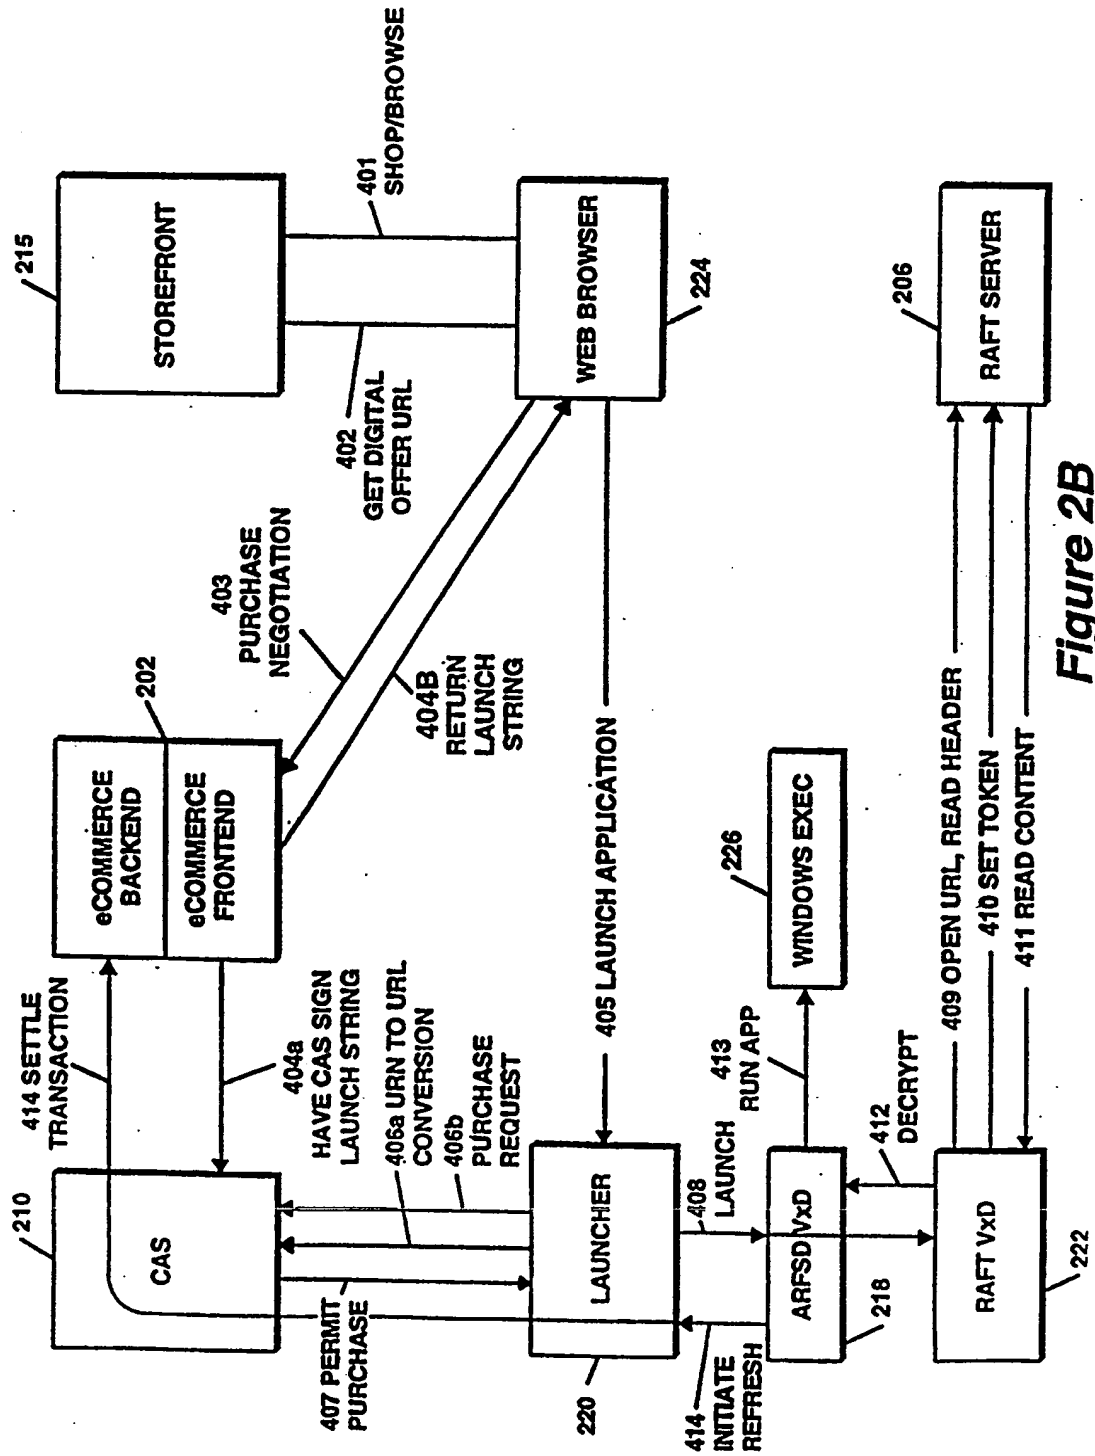 210
CAS
414 SETTLE
TRANSACTION
404a
HAVE CAS SIGN
LAUNCH STRING
406a URN TO URL
CONVERSION
406b
PURCHASE
REQUEST
407 PERMIT
PURCHASE
eCOMMERCE
BACKEND
eCOMMERCE
FRONTEND
202
403
PURCHASE
NEGOTIATION
404B
RETURN
LAUNCH
STRING
215
STOREFRONT
401
SHOP/BROWSE
402
GET DIGITAL
OFFER URL
WEB BROWSER
224
405 LAUNCH APPLICATION
LAUNCHER
220
408
LAUNCH
414
INITIATE
REFRESH
ARFSD VxD
218
413
RUN APP
226
WINDOWS EXEC
412
DECRYPT
RAFT VxD
222
409 OPEN URL, READ HEADER
410 SET TOKEN
411 READ CONTENT
206
RAFT SERVER
Figure 2B